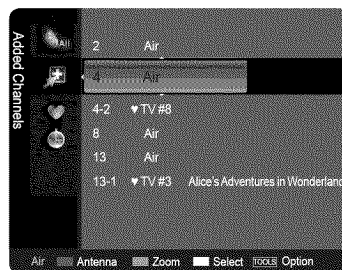 Added Channels
All
2 Air
4 Air
4-2 ♥ TV #8
8 Air
13 Air
13-1 ♥ TV #3 Alice's Adventures in Wonderland
Air Antenna Zoom Select TOOLS Option